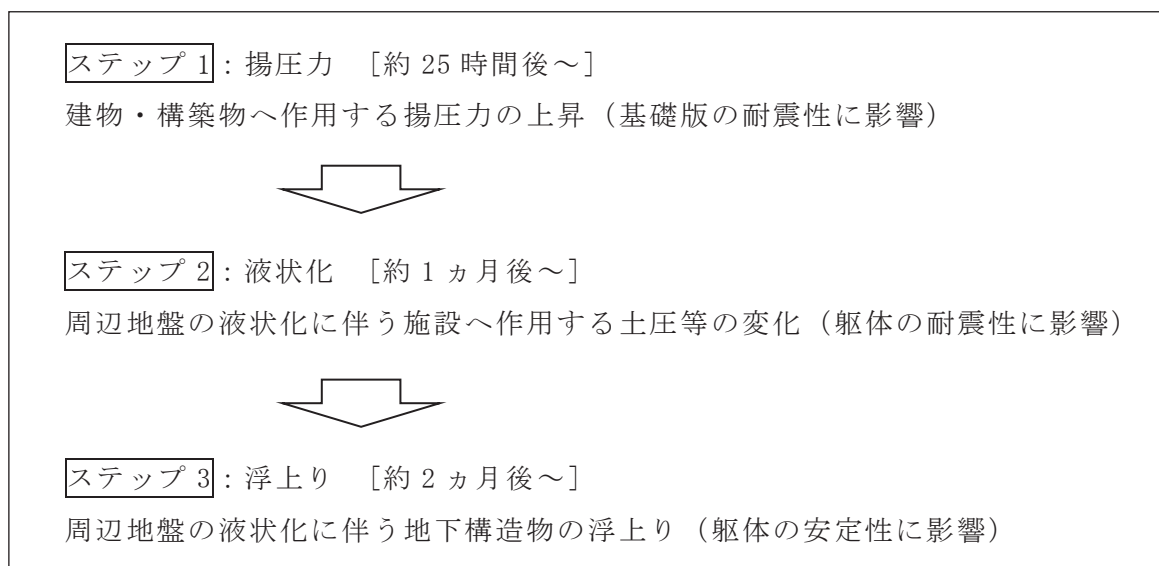 ステップ 1：揚圧力　［約 25 時間後～］
建物・構築物へ作用する揚圧力の上昇（基礎版の耐震性に影響）
ステップ 2：液状化　［約 1 ヵ月後～］
周辺地盤の液状化に伴う施設へ作用する土圧等の変化（躯体の耐震性に影響）
ステップ 3：浮上り　［約 2 ヵ月後～］
周辺地盤の液状化に伴う地下構造物の浮上り（躯体の安定性に影響）